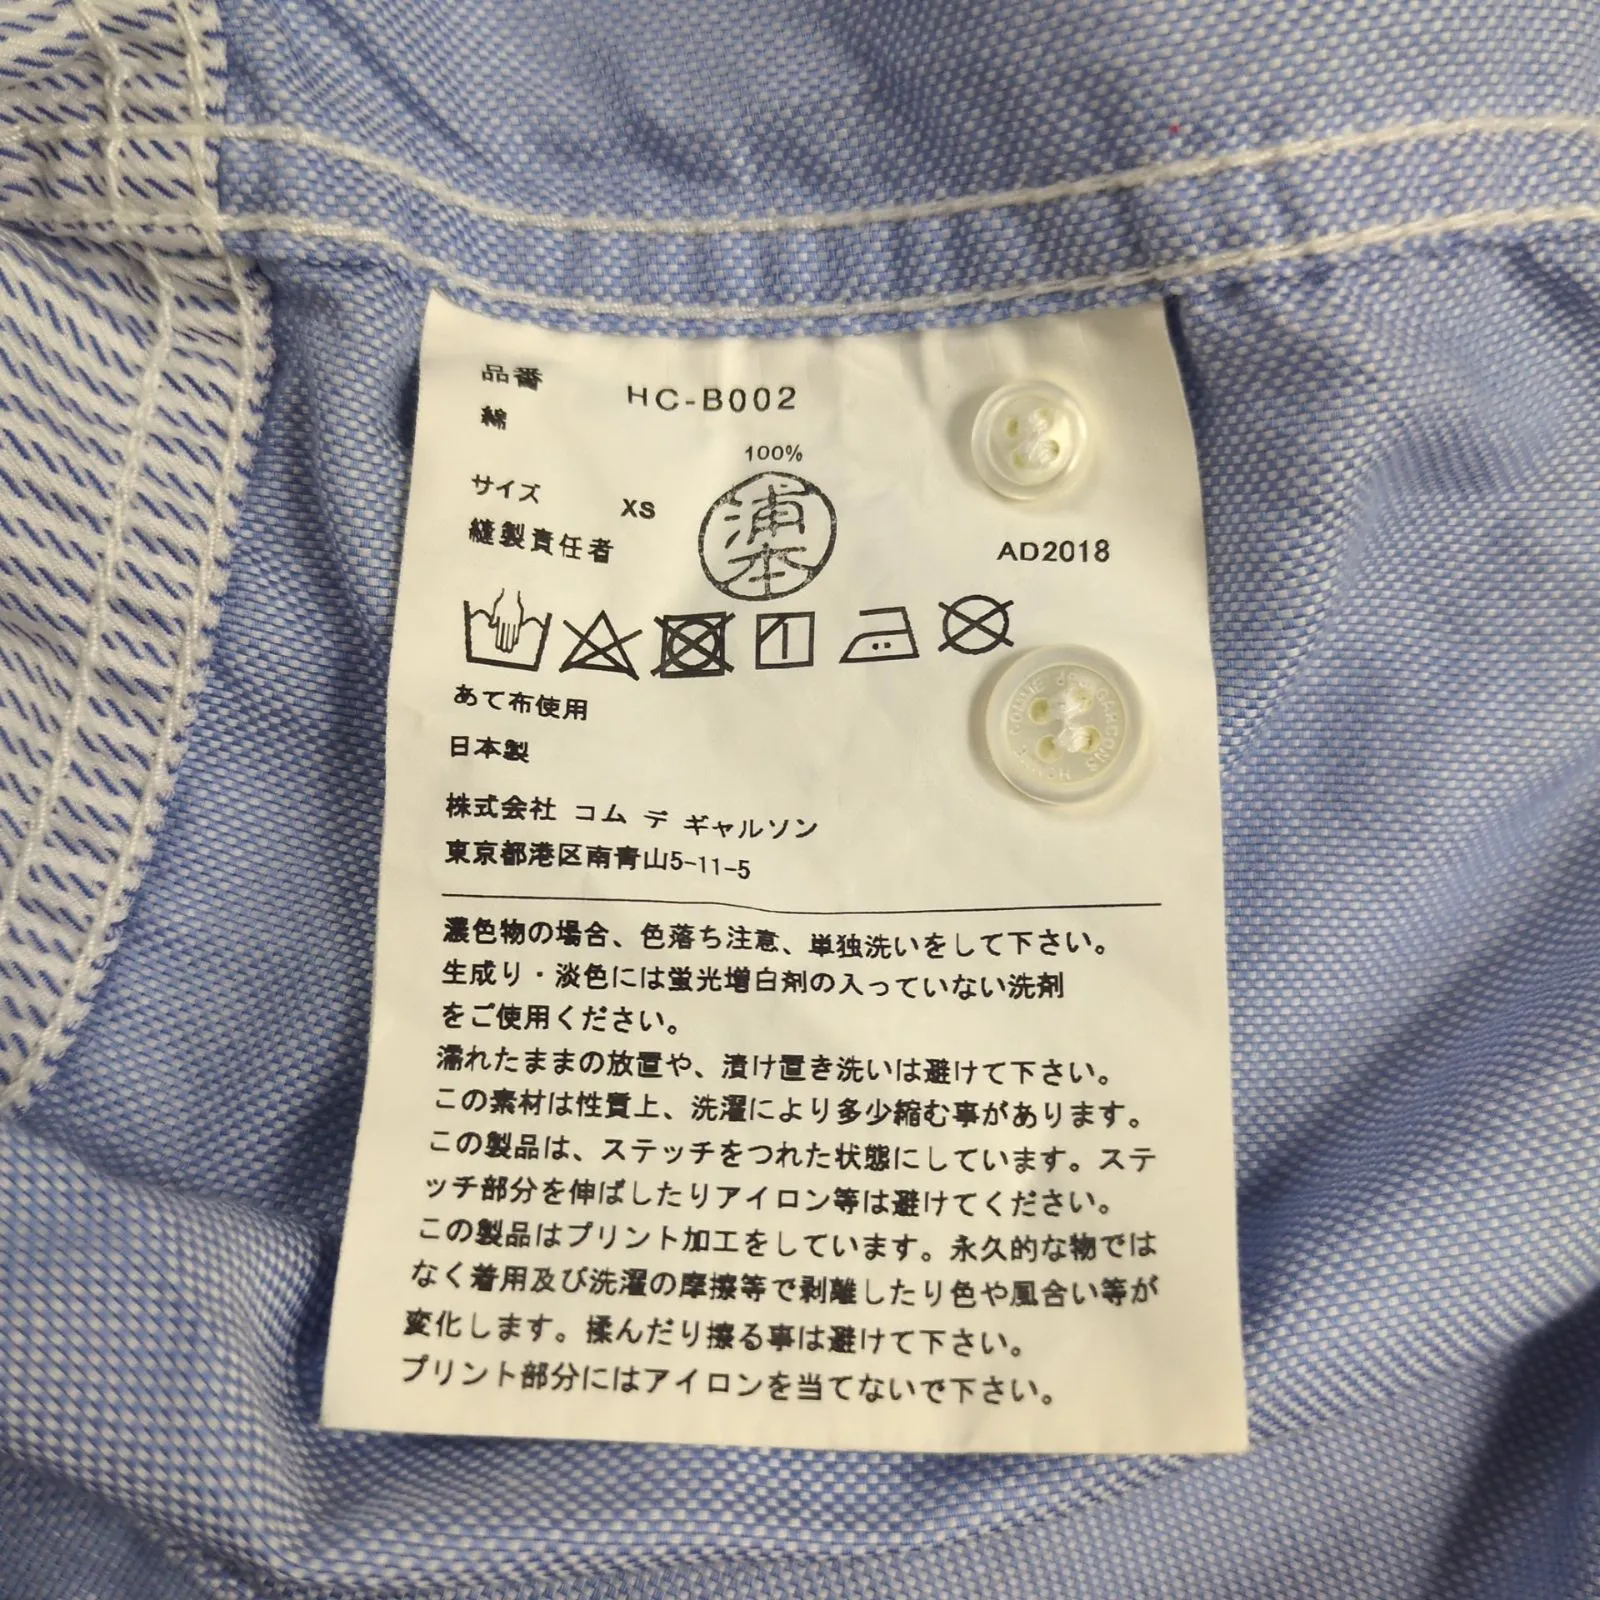 品番 HC-B002
綿 100%
サイズ XS
縫製責任者 浦本
AD2018
あて布使用
日本製
株式会社 コム デ ギャルソン
東京都港区南青山5-11-5
濃色物の場合、色落ち注意、単独洗いをして下さい。
生成り・淡色には蛍光増白剤の入っていない洗剤
をご使用ください。
濡れたままの放置や、漬け置き洗いは避けて下さい。
この素材は性質上、洗濯により多少縮む事があります。
この製品は、ステッチをつれた状態にしています。ステ
ッチ部分を伸ばしたりアイロン等は避けてください。
この製品はプリント加工をしています。永久的な物では
なく着用及び洗濯の摩擦等で剥離したり色や風合い等が
変化します。揉んだり擦る事は避けて下さい。
プリント部分にはアイロンを当てないで下さい。
COMME des GARÇONS HOMME